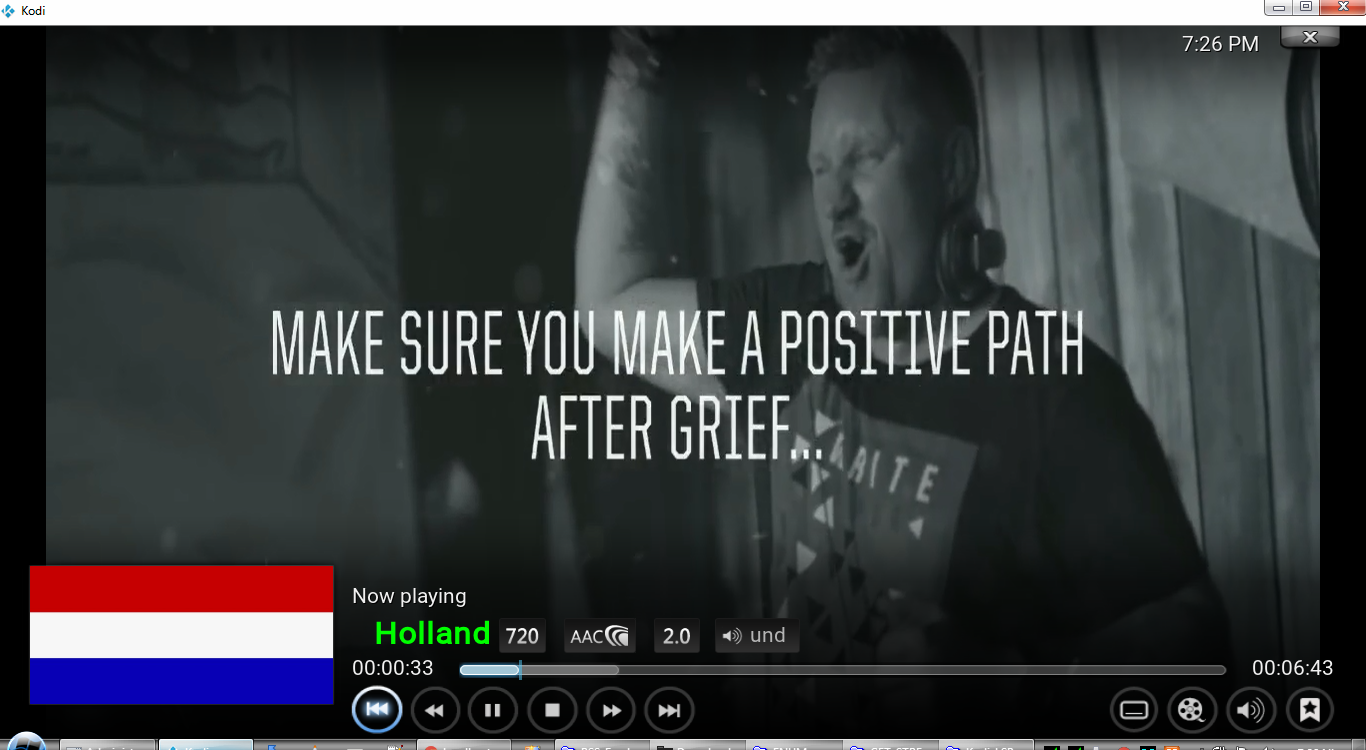 Kodi
7:26 PM
MAKE SURE YOU MAKE A POSITIVE PATH
AFTER GRIEF...
Now playing
Holland 720 AAC 2.0 und
00:00:33
00:06:43